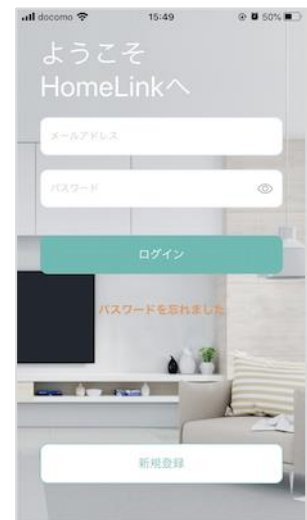 docomo 15:49 50%
ようこそ
HomeLinkへ
メールアドレス
パスワード
ログイン
パスワードを忘れました
新規登録